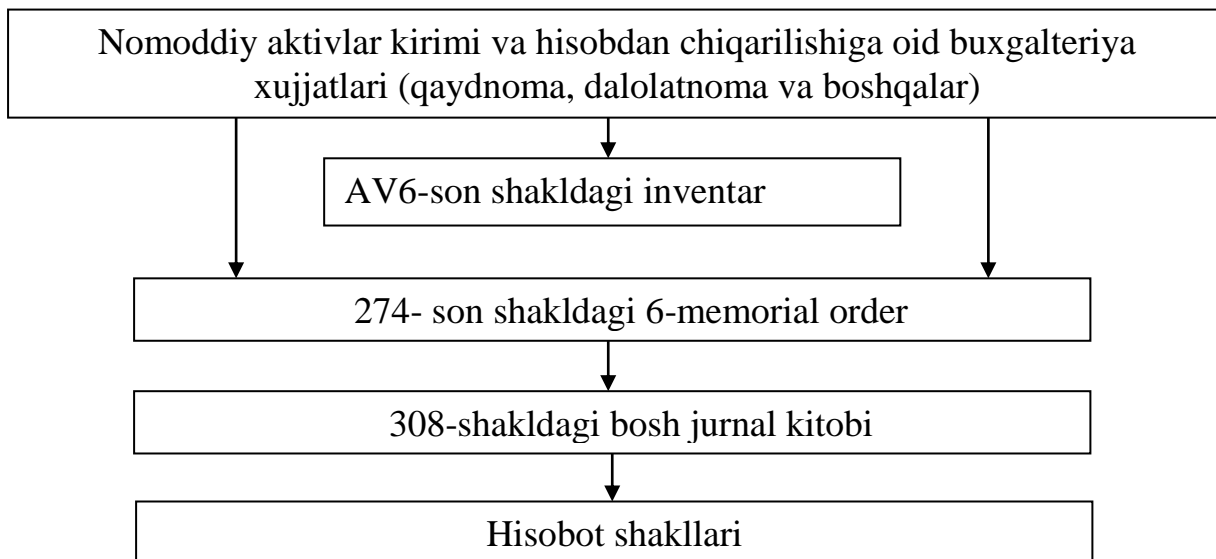 Nomoddiy aktivlar kirimi va hisobdan chiqarilishiga oid buxgalteriya
xujjatlari (qaydnoma, dalolatnoma va boshqalar)
AV6-son shakldagi inventar
274- son shakldagi 6-memorial order
308-shakldagi bosh jurnal kitobi
Hisobot shakllari